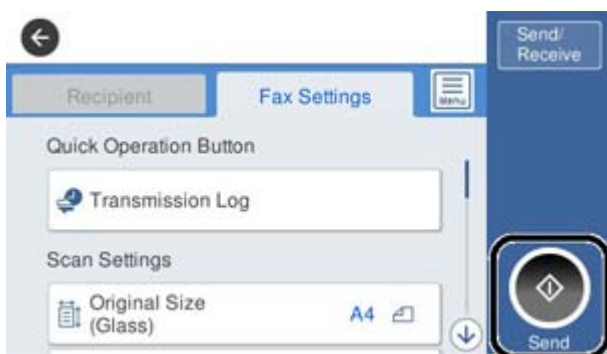 Send/
Receive
Recipient
Fax Settings
Menu
Quick Operation Button
Transmission Log
Scan Settings
Original Size
(Glass)
A4
Send